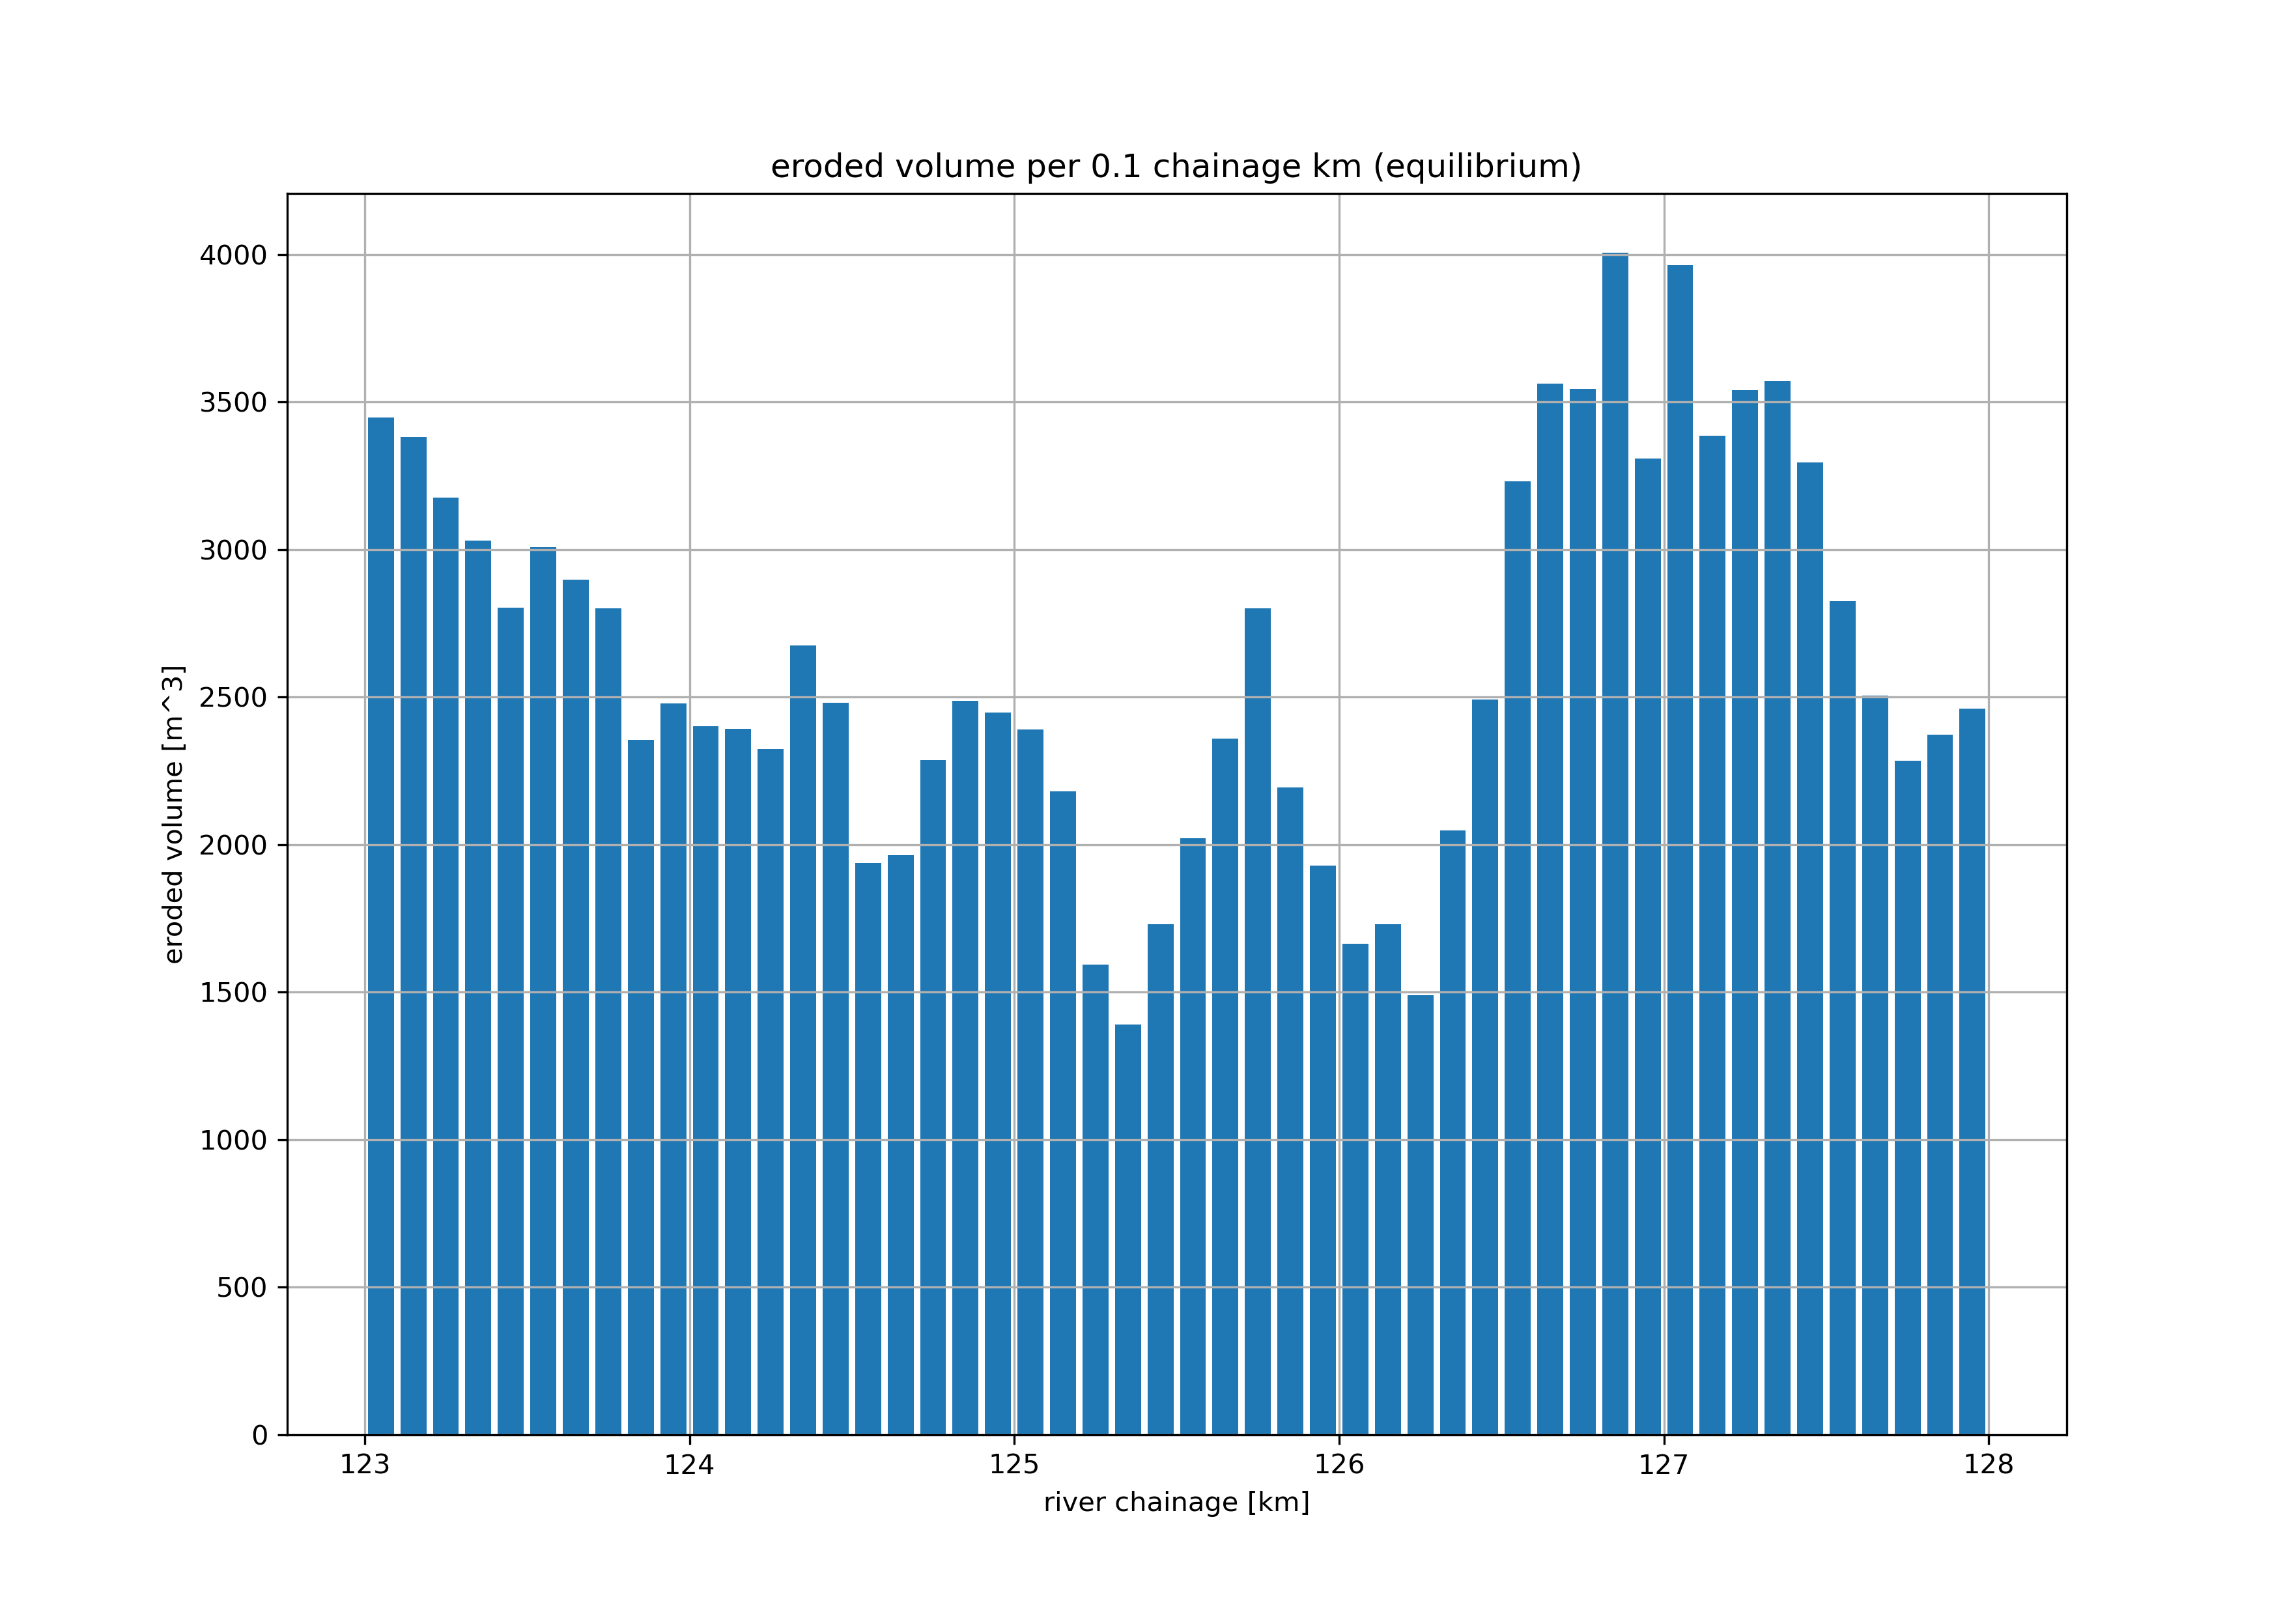 eroded volume per 0.1 chainage km (equilibrium)
eroded volume [m^3]
4000
3500
3000
2500
2000
1500
1000
500
0
123 124 125 126 127 128
river chainage [km]